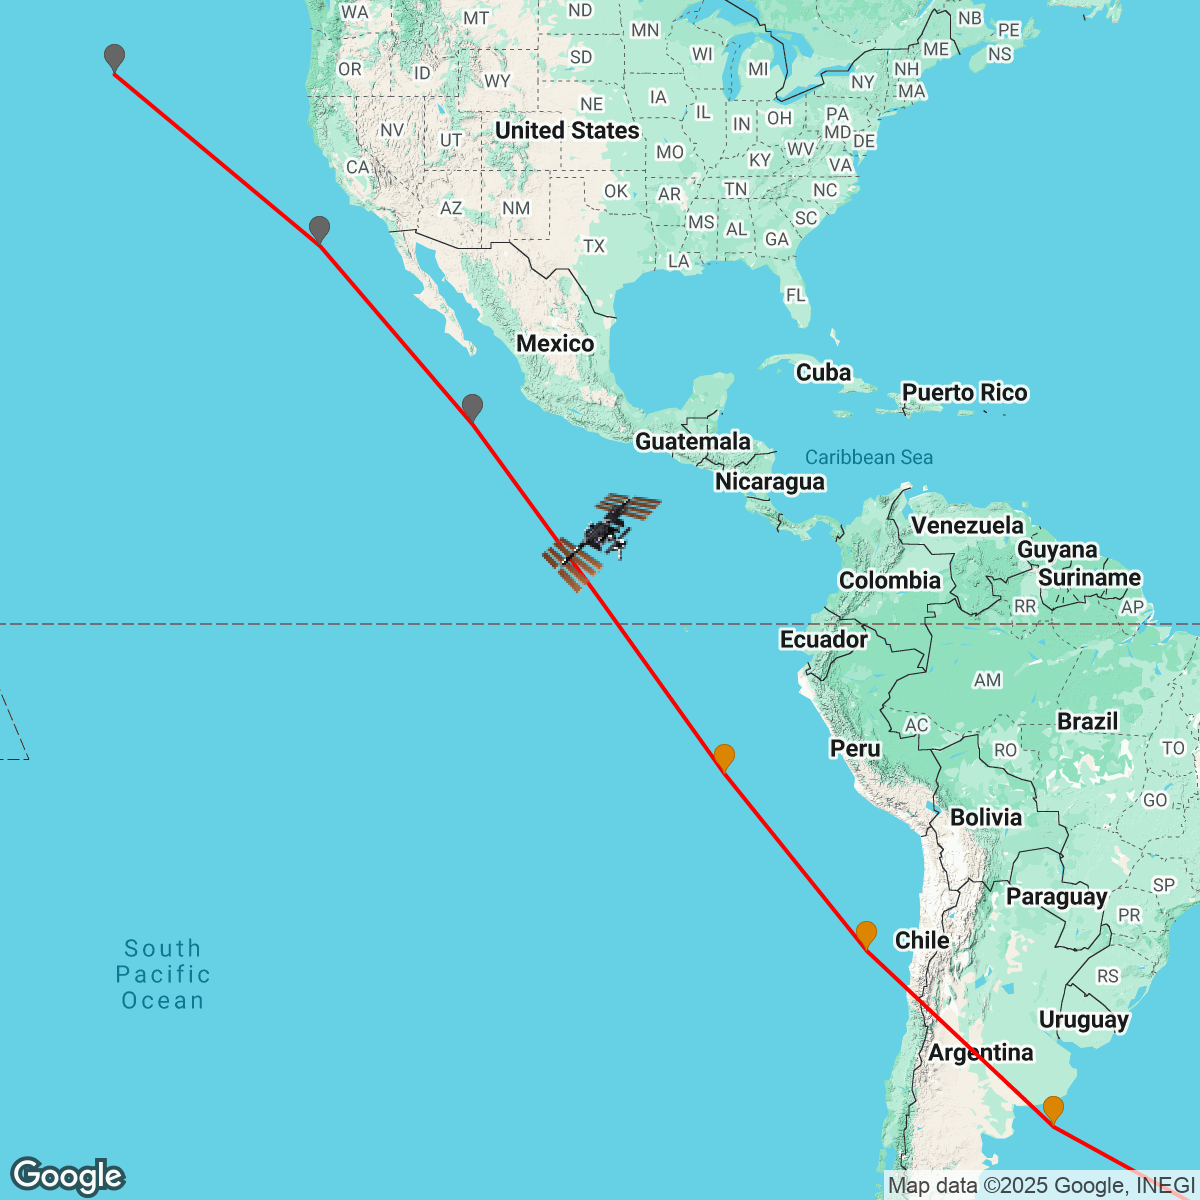 WA
MT
ND
MN
NB
PE
OR
ID
SD
WI
ME
NS
WY
MI
NY
NH
MA
NE
IA
NV
UT
United States
IL
IN
OH
PA
MD
DE
CA
MO
KY
WV
VA
AZ
NM
OK
AR
TN
NC
TX
MS
AL
GA
SC
LA
FL
Mexico
Cuba
Puerto Rico
Guatemala
Caribbean Sea
Nicaragua
Venezuela
Guyana
Colombia
Suriname
RR
AP
Ecuador
AM
Peru
AC
RO
Brazil
TO
Bolivia
GO
Paraguay
SP
PR
South
Pacific
Ocean
Chile
RS
Uruguay
Argentina
Google
Map data ©2025 Google, INEGI